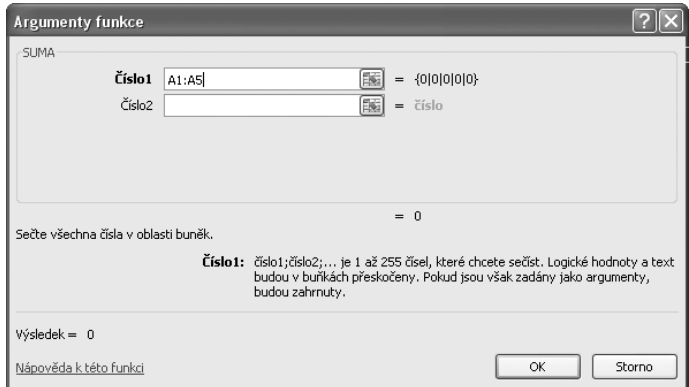 Argumenty funkce
SUMA
Číslo1 A1:A5 = {0|0|0|0|0}
Číslo2 = číslo
= 0
Sečte všechna čísla v oblasti buněk.
Číslo1: číslo1;číslo2;... je 1 až 255 čísel, které chcete sečíst. Logické hodnoty a text
budou v buňkách přeskočeny. Pokud jsou však zadány jako argumenty,
budou zahrnuty.
Výsledek = 0
Nápověda k této funkci
OK Storno